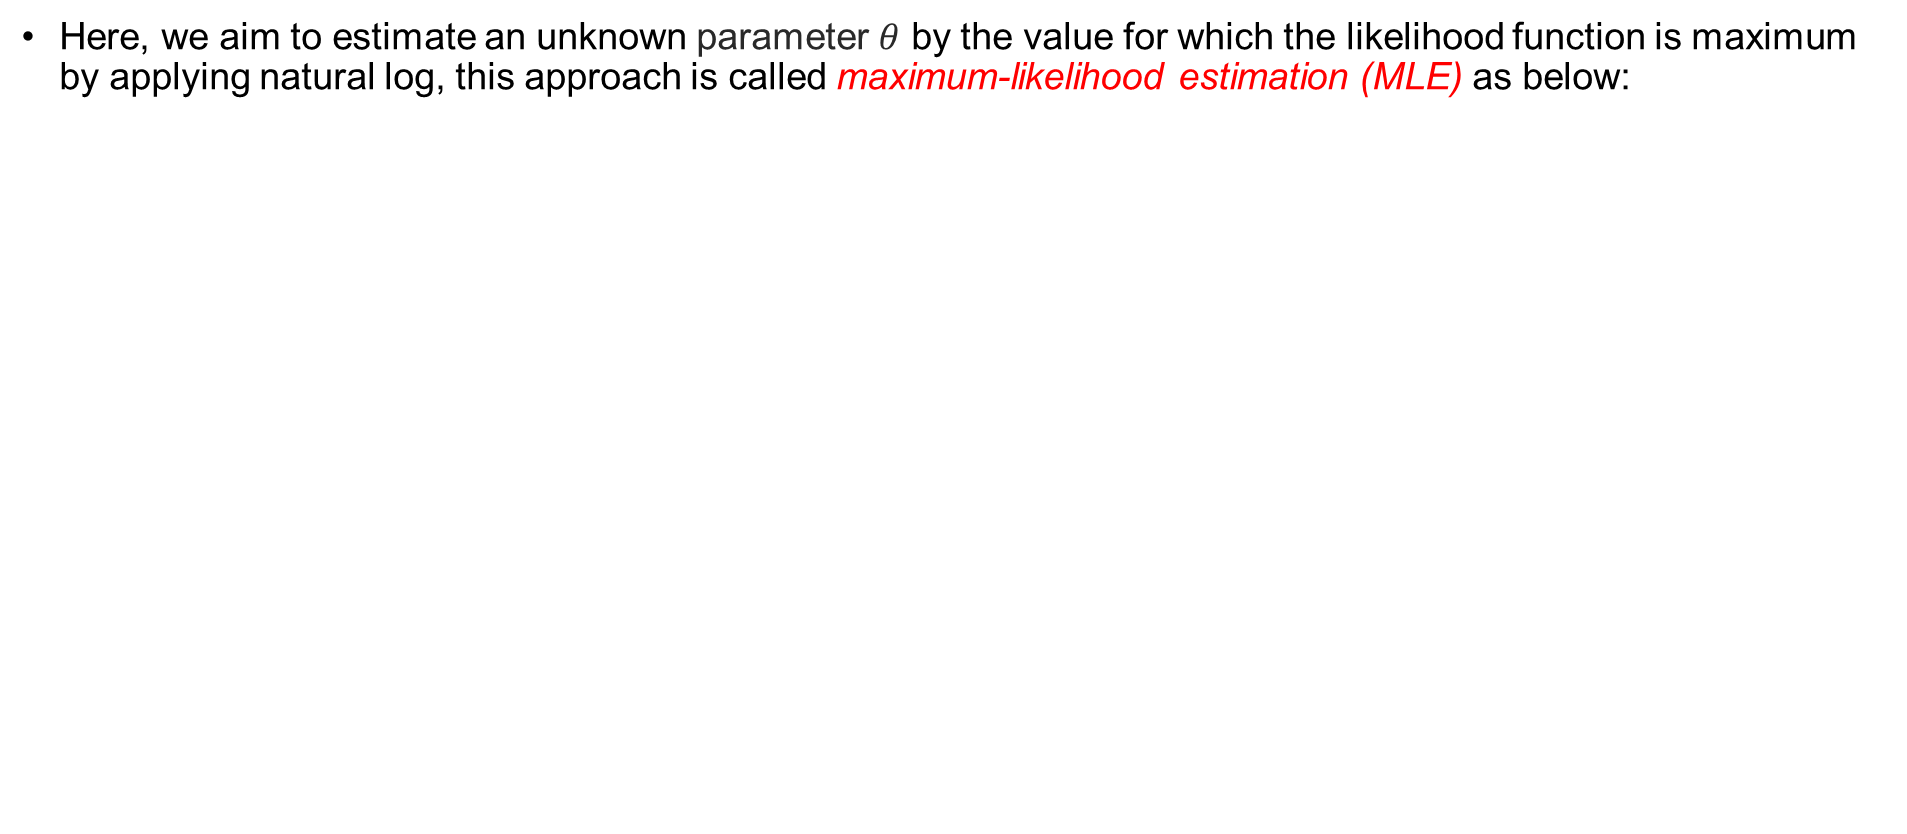 • Here, we aim to estimate an unknown parameter θ by the value for which the likelihood function is maximum
by applying natural log, this approach is called maximum-likelihood estimation (MLE) as below: